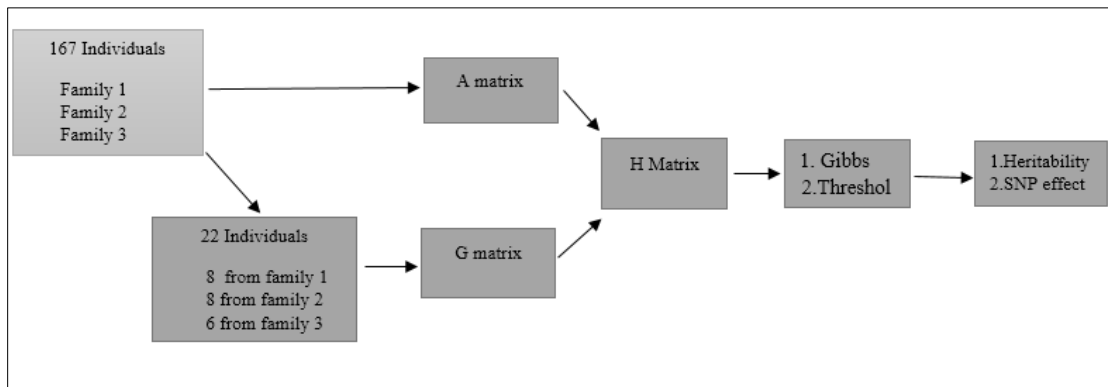 167 Individuals
Family 1
Family 2
Family 3
A matrix
22 Individuals
8 from family 1
8 from family 2
6 from family 3
G matrix
H Matrix
1. Gibbs
2.Threshol
1.Heritability
2.SNP effect